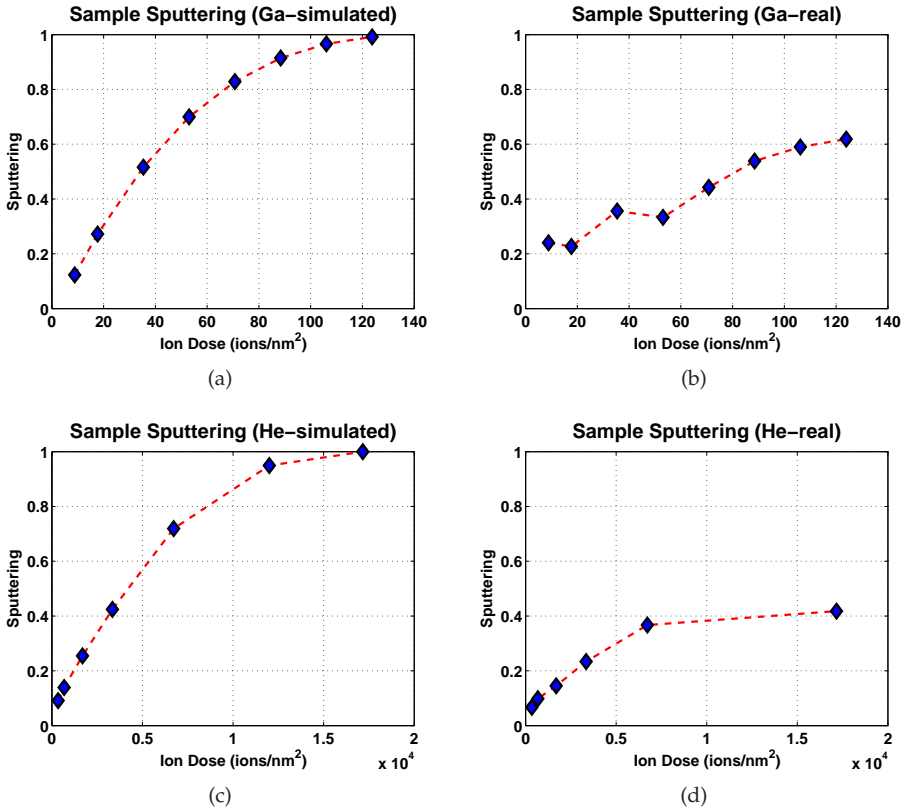 Sample Sputtering (Ga−simulated)
1
0.8
0.6
0.4
0.2
0
Sputtering
0 20 40 60 80 100 120 140
Ion Dose (ions/nm²)
(a)
Sample Sputtering (Ga−real)
1
0.8
0.6
0.4
0.2
0
Sputtering
0 20 40 60 80 100 120 140
Ion Dose (ions/nm²)
(b)
Sample Sputtering (He−simulated)
1
0.8
0.6
0.4
0.2
0
Sputtering
0 0.5 1 1.5 2
x 10⁴
Ion Dose (ions/nm²)
(c)
Sample Sputtering (He−real)
1
0.8
0.6
0.4
0.2
0
Sputtering
0 0.5 1 1.5 2
x 10⁴
Ion Dose (ions/nm²)
(d)